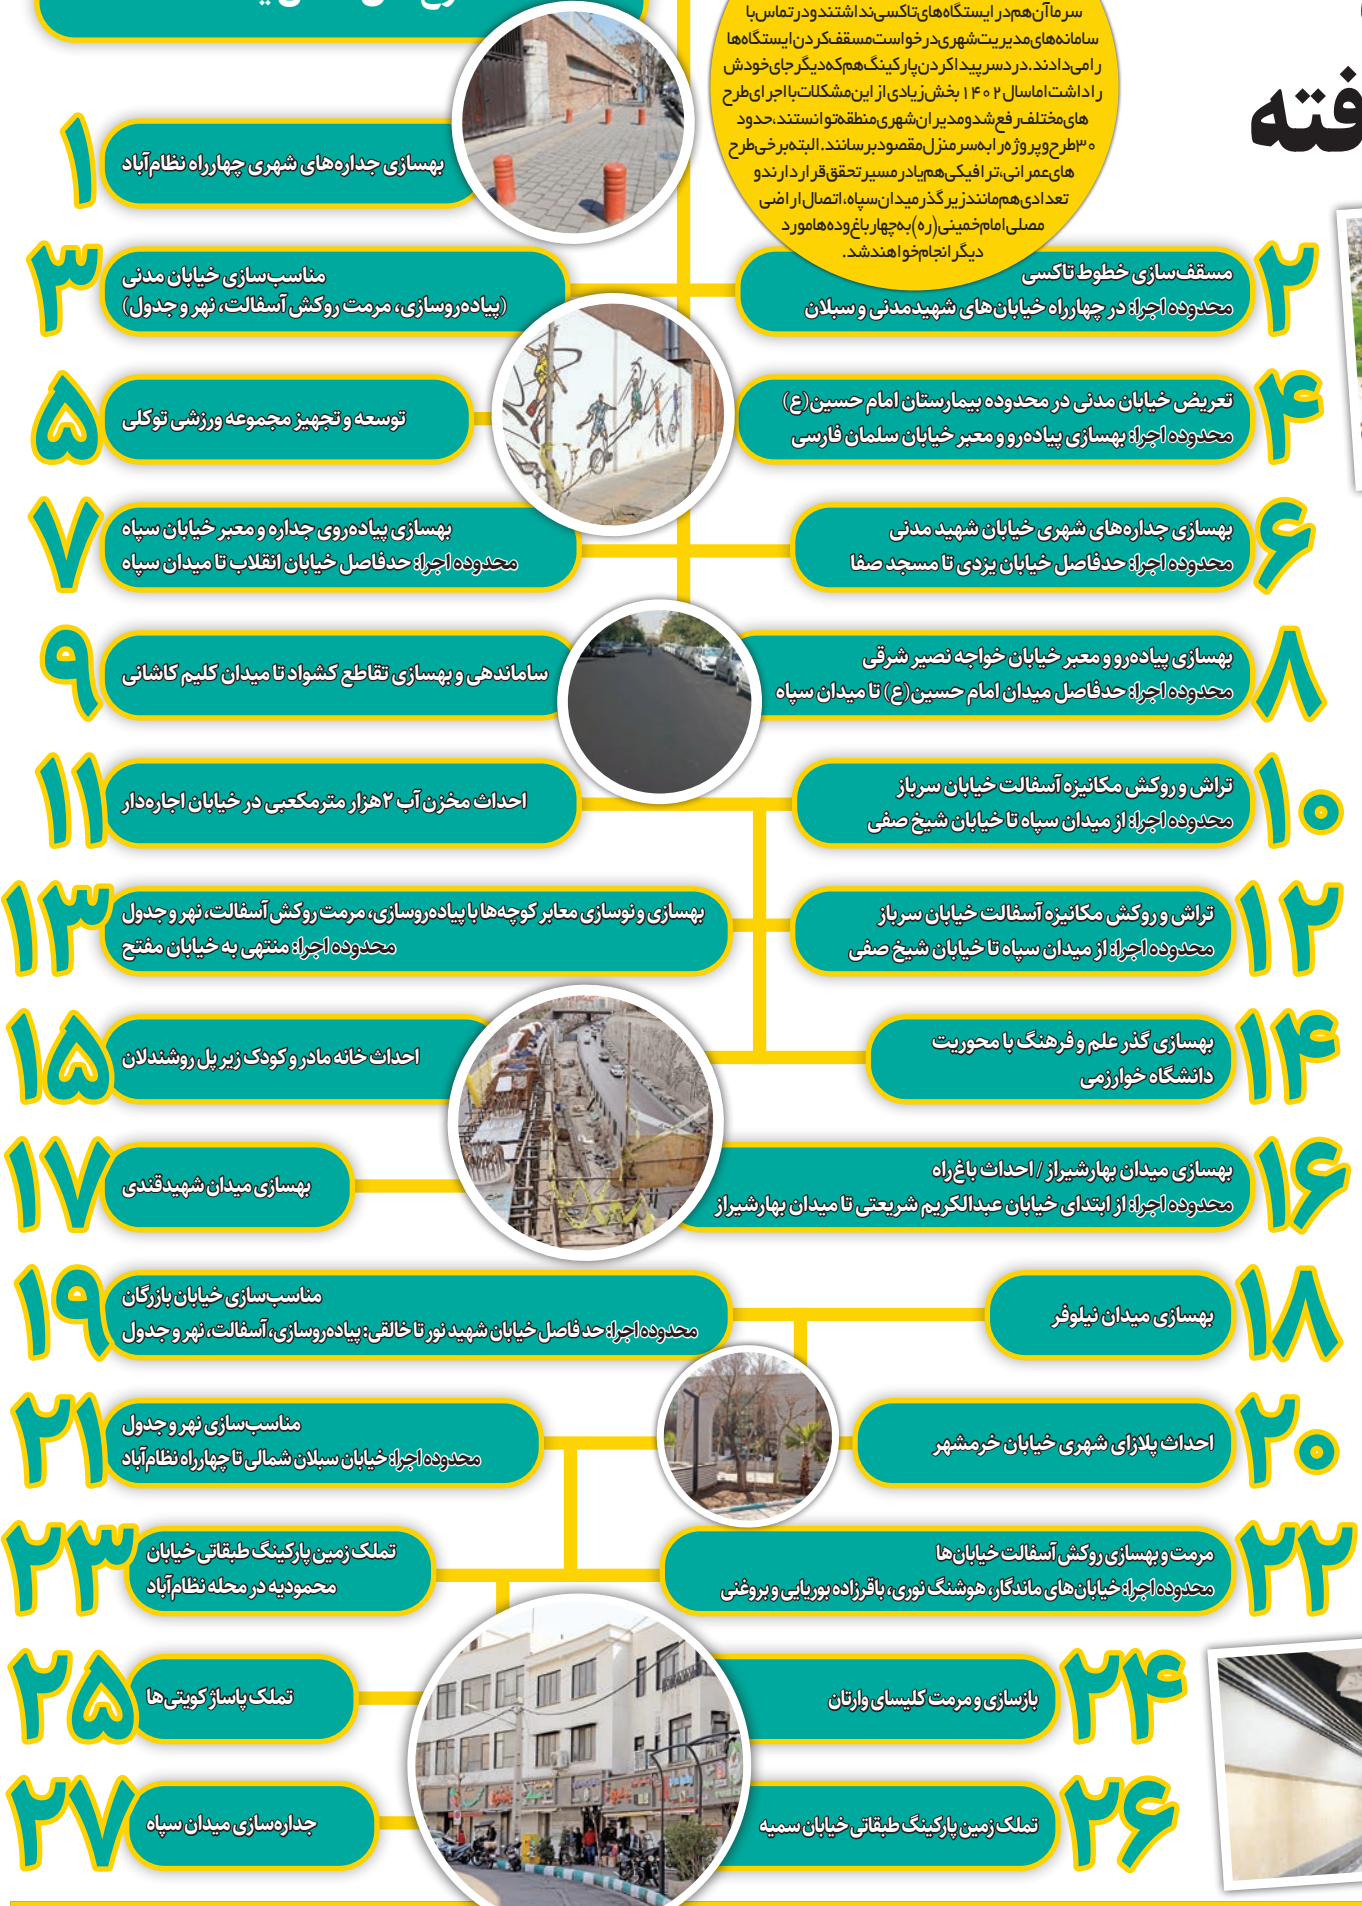 فته
سرما آن هم در ایستگاه‌های تاکسی نداشتند و در تماس با
سامانه‌های مدیریت شهری درخواست مسقف کردن ایستگاه‌ها
را می‌دادند. دردسر پیدا کردن پارکینگ هم که دیگر جای خودش
را داشت اما سال ۱۴۰۲ بخش زیادی از این مشکلات با اجرای طرح
های مختلف رفع شد و مدیران شهری منطقه توانستند، حدود
۳۰ طرح و پروژه را به سر منزل مقصود برسانند. البته برخی طرح
های عمرانی، ترافیکی هم یا در مسیر تحقق قرار دارند و
تعدادی هم مانند زیرگذر میدان سپاه، اتصال اراضی
مصلی امام خمینی(ره) به چهارباغ و ده‌ها مورد
دیگر انجام خواهند شد.
۱
بهسازی جداره‌های شهری چهارراه نظام‌آباد
۲
مسقف‌سازی خطوط تاکسی
محدوده اجرا: در چهارراه خیابان‌های شهید مدنی و سبلان
۳
مناسب‌سازی خیابان مدنی
(پیاده‌روسازی، مرمت روکش آسفالت، نهر و جدول)
۴
تعریض خیابان مدنی در محدوده بیمارستان امام حسین(ع)
محدوده اجرا: بهسازی پیاده‌رو و معبر خیابان سلمان فارسی
۵
توسعه و تجهیز مجموعه ورزشی توکلی
۶
بهسازی جداره‌های شهری خیابان شهید مدنی
محدوده اجرا: حدفاصل خیابان یزدی تا مسجد صفا
۷
بهسازی پیاده‌روی جداره و معبر خیابان سپاه
محدوده اجرا: حدفاصل خیابان انقلاب تا میدان سپاه
۸
بهسازی پیاده‌رو و معبر خیابان خواجه نصیر شرقی
محدوده اجرا: حدفاصل میدان امام حسین(ع) تا میدان سپاه
۹
ساماندهی و بهسازی تقاطع کشواد تا میدان کلیم کاشانی
۱۰
تراش و روکش مکانیزه آسفالت خیابان سرباز
محدوده اجرا: از میدان سپاه تا خیابان شیخ صفی
۱۱
احداث مخزن آب ۲هزار مترمکعبی در خیابان اجاره‌دار
۱۲
تراش و روکش مکانیزه آسفالت خیابان سرباز
محدوده اجرا: از میدان سپاه تا خیابان شیخ صفی
۱۳
بهسازی و نوسازی معابر کوچه‌ها با پیاده‌روسازی، مرمت روکش آسفالت، نهر و جدول
محدوده اجرا: منتهی به خیابان مفتح
۱۴
بهسازی گذر علم و فرهنگ با محوریت
دانشگاه خوارزمی
۱۵
احداث خانه مادر و کودک زیر پل روشندلان
۱۶
بهسازی میدان بهارشیراز / احداث باغ‌راه
محدوده اجرا: از ابتدای خیابان عبدالکریم شریعتی تا میدان بهارشیراز
۱۷
بهسازی میدان شهید قندی
۱۸
بهسازی میدان نیلوفر
۱۹
مناسب‌سازی خیابان بازرگان
محدوده اجرا: حد فاصل خیابان شهید نور تا خالقی: پیاده‌روسازی، آسفالت، نهر و جدول
۲۰
احداث پلازای شهری خیابان خرمشهر
۲۱
مناسب‌سازی نهر و جدول
محدوده اجرا: خیابان سبلان شمالی تا چهارراه نظام‌آباد
۲۲
مرمت و بهسازی روکش آسفالت خیابان‌ها
محدوده اجرا: خیابان‌های ماندگار، هوشنگ نوری، باقرزاده بوریایی و بروغنی
۲۳
تملک زمین پارکینگ طبقاتی خیابان
محمودیه در محله نظام‌آباد
۲۴
بازسازی و مرمت کلیسای وارتان
۲۵
تملک پاساژ کویتی‌ها
۲۶
تملک زمین پارکینگ طبقاتی خیابان سمیه
۲۷
جداره‌سازی میدان سپاه